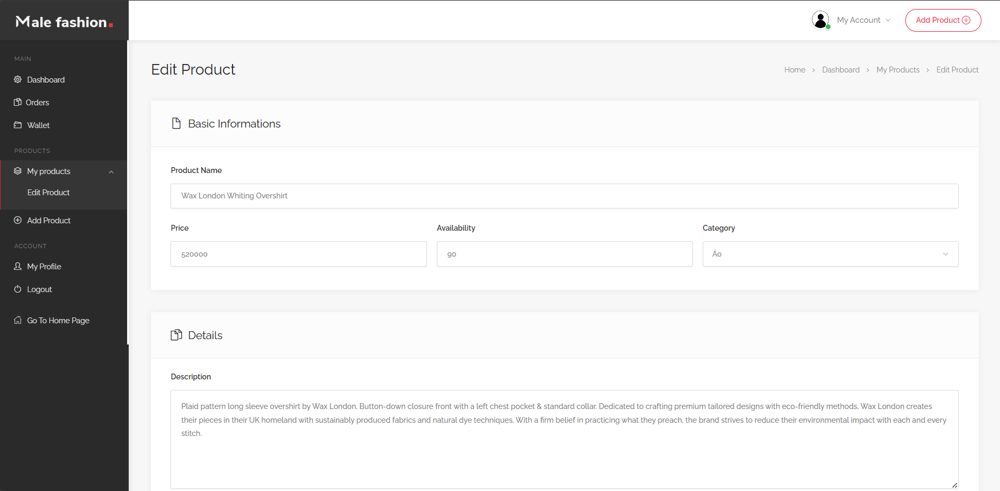 Male fashion.
My Account
Add Product
MAIN
Dashboard
Orders
Wallet
PRODUCTS
My products
Edit Product
Add Product
ACCOUNT
My Profile
Logout
Go To Home Page
Edit Product
Home > Dashboard > My Products > Edit Product
Basic Informations
Product Name
Wax London Whiting Overshirt
Price Availability Category
520000 90 Áo
Details
Description
Plaid pattern long sleeve overshirt by Wax London. Button-down closure front with a left chest pocket & standard collar. Dedicated to crafting premium tailored designs with eco-friendly methods, Wax London creates
their pieces in their UK homeland with sustainably produced fabrics and natural dye techniques. With a firm belief in practicing what they preach, the brand strives to reduce their environmental impact with each and every
stitch.